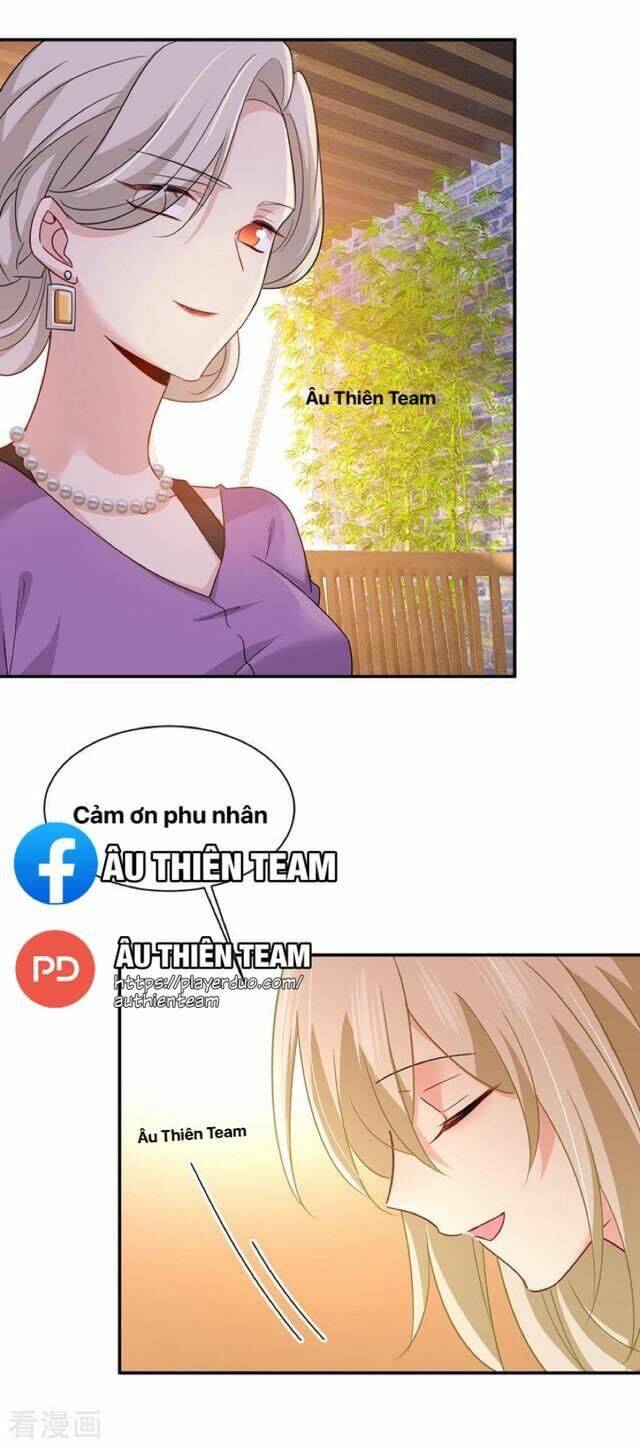 Âu Thiên Team
Cảm ơn phu nhân
f
ÂU THIÊN TEAM
PD
ÂU THIÊN TEAM
https://playerduo.com/
authienteam
Âu Thiên Team
看漫画